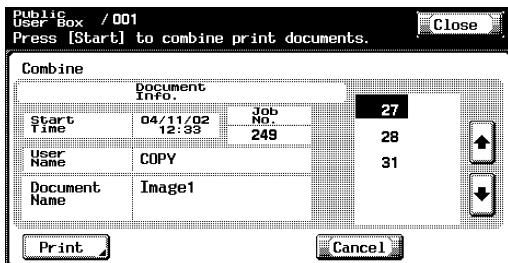 Public
User Box / 001
Close
Press [Start] to combine print documents.
Combine
Document
Info.
27
Start
Time
04/11/02
12:33
Job
No.
249
28
User
Name
COPY
31
Document
Name
Image1
Print
Cancel